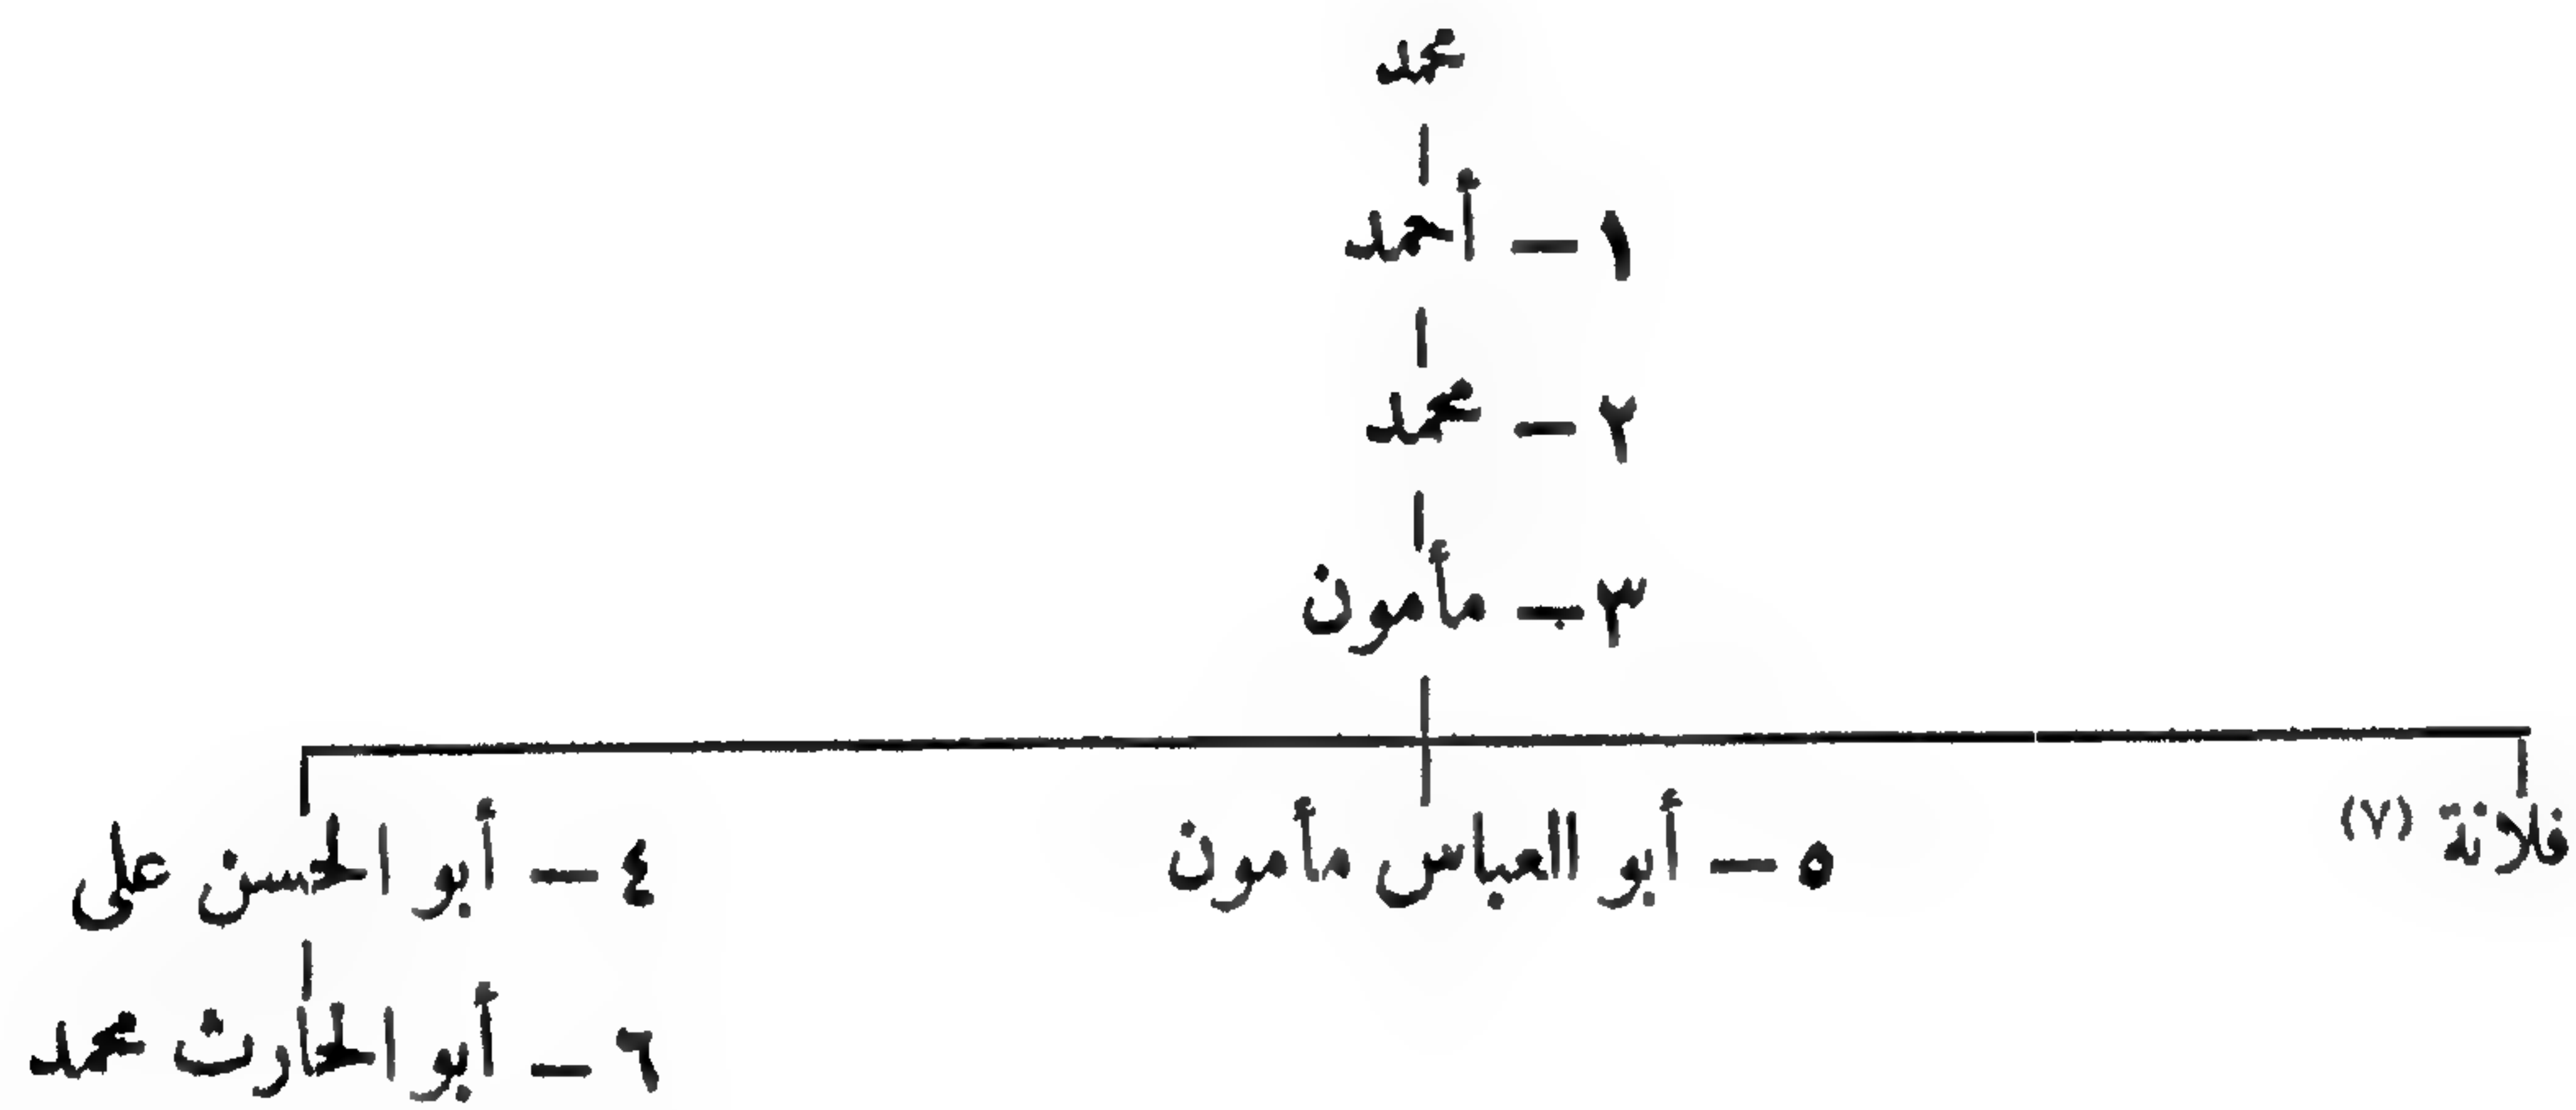 محمد
١ – أحمد
٢ – محمد
٣ – مأمون
فلانة (٧)
٥ – أبو العباس مأمون
٤ – أبو الحسن على
٦ – أبو الحارث محمد